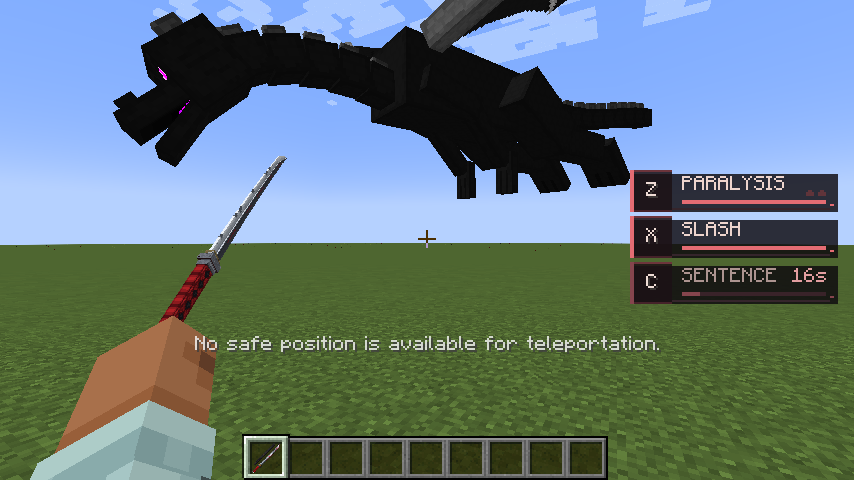 Z PARALYSIS
X SLASH
C SENTENCE 16s
No safe position is available for teleportation.